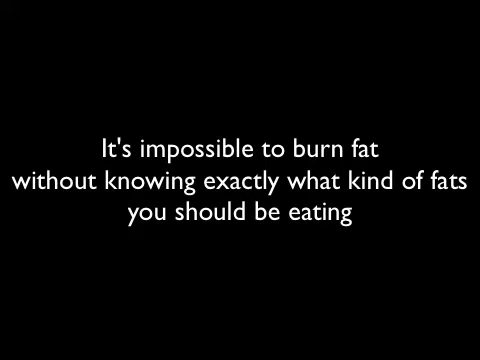 It's impossible to burn fat
without knowing exactly what kind of fats
you should be eating